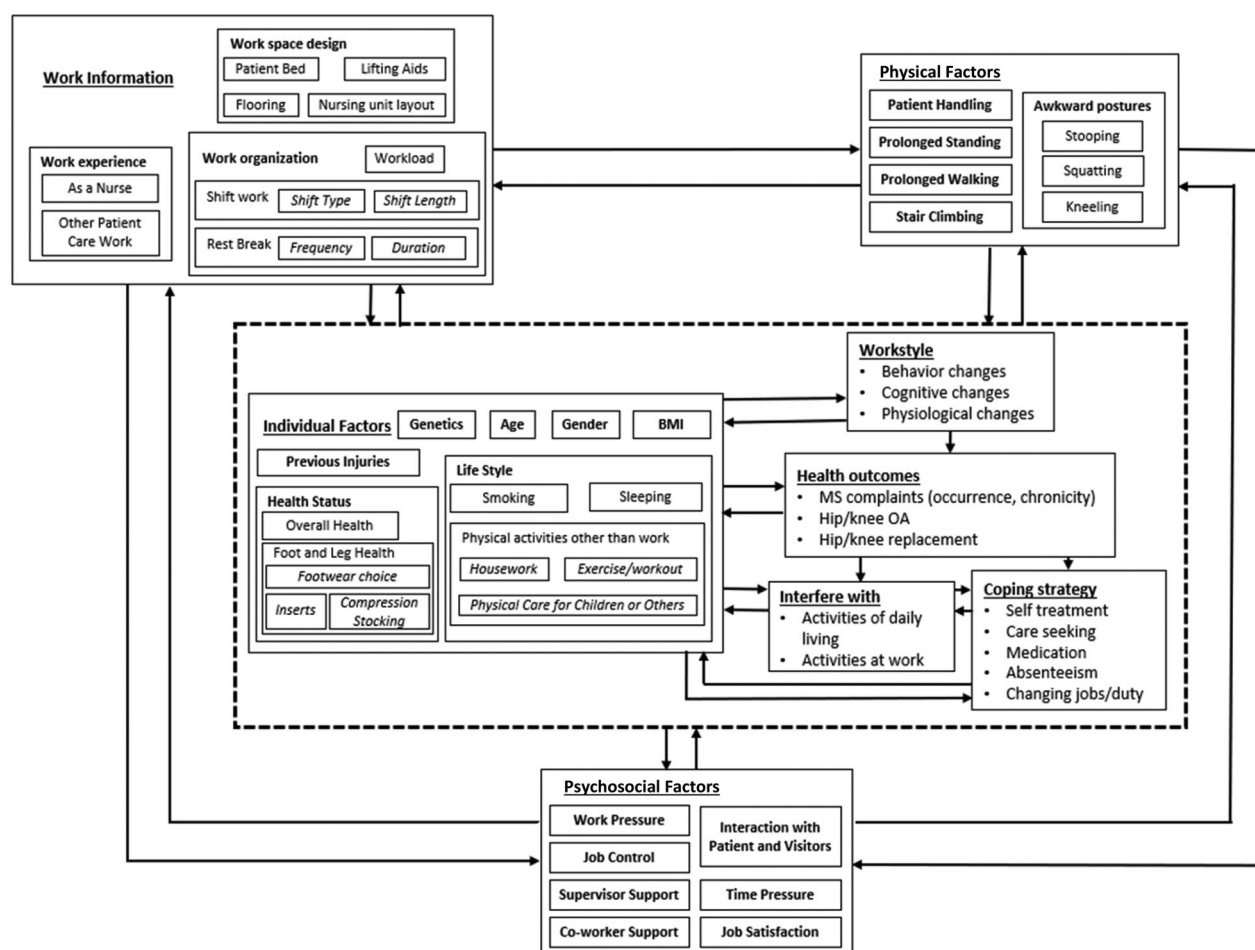 Work Information
Work space design
Patient Bed
Lifting Aids
Flooring
Nursing unit layout
Work experience
As a Nurse
Other Patient
Care Work
Work organization
Workload
Shift work
Shift Type
Shift Length
Rest Break
Frequency
Duration
Physical Factors
Patient Handling
Prolonged Standing
Prolonged Walking
Stair Climbing
Awkward postures
Stooping
Squatting
Kneeling
Workstyle
• Behavior changes
• Cognitive changes
• Physiological changes
Individual Factors
Genetics
Age
Gender
BMI
Previous Injuries
Health Status
Overall Health
Foot and Leg Health
Footwear choice
Inserts
Compression
Stocking
Life Style
Smoking
Sleeping
Physical activities other than work
Housework
Exercise/workout
Physical Care for Children or Others
Health outcomes
• MS complaints (occurrence, chronicity)
• Hip/knee OA
• Hip/knee replacement
Interfere with
• Activities of daily
living
• Activities at work
Coping strategy
• Self treatment
• Care seeking
• Medication
• Absenteeism
• Changing jobs/duty
Psychosocial Factors
Work Pressure
Job Control
Supervisor Support
Co-worker Support
Interaction with
Patient and Visitors
Time Pressure
Job Satisfaction